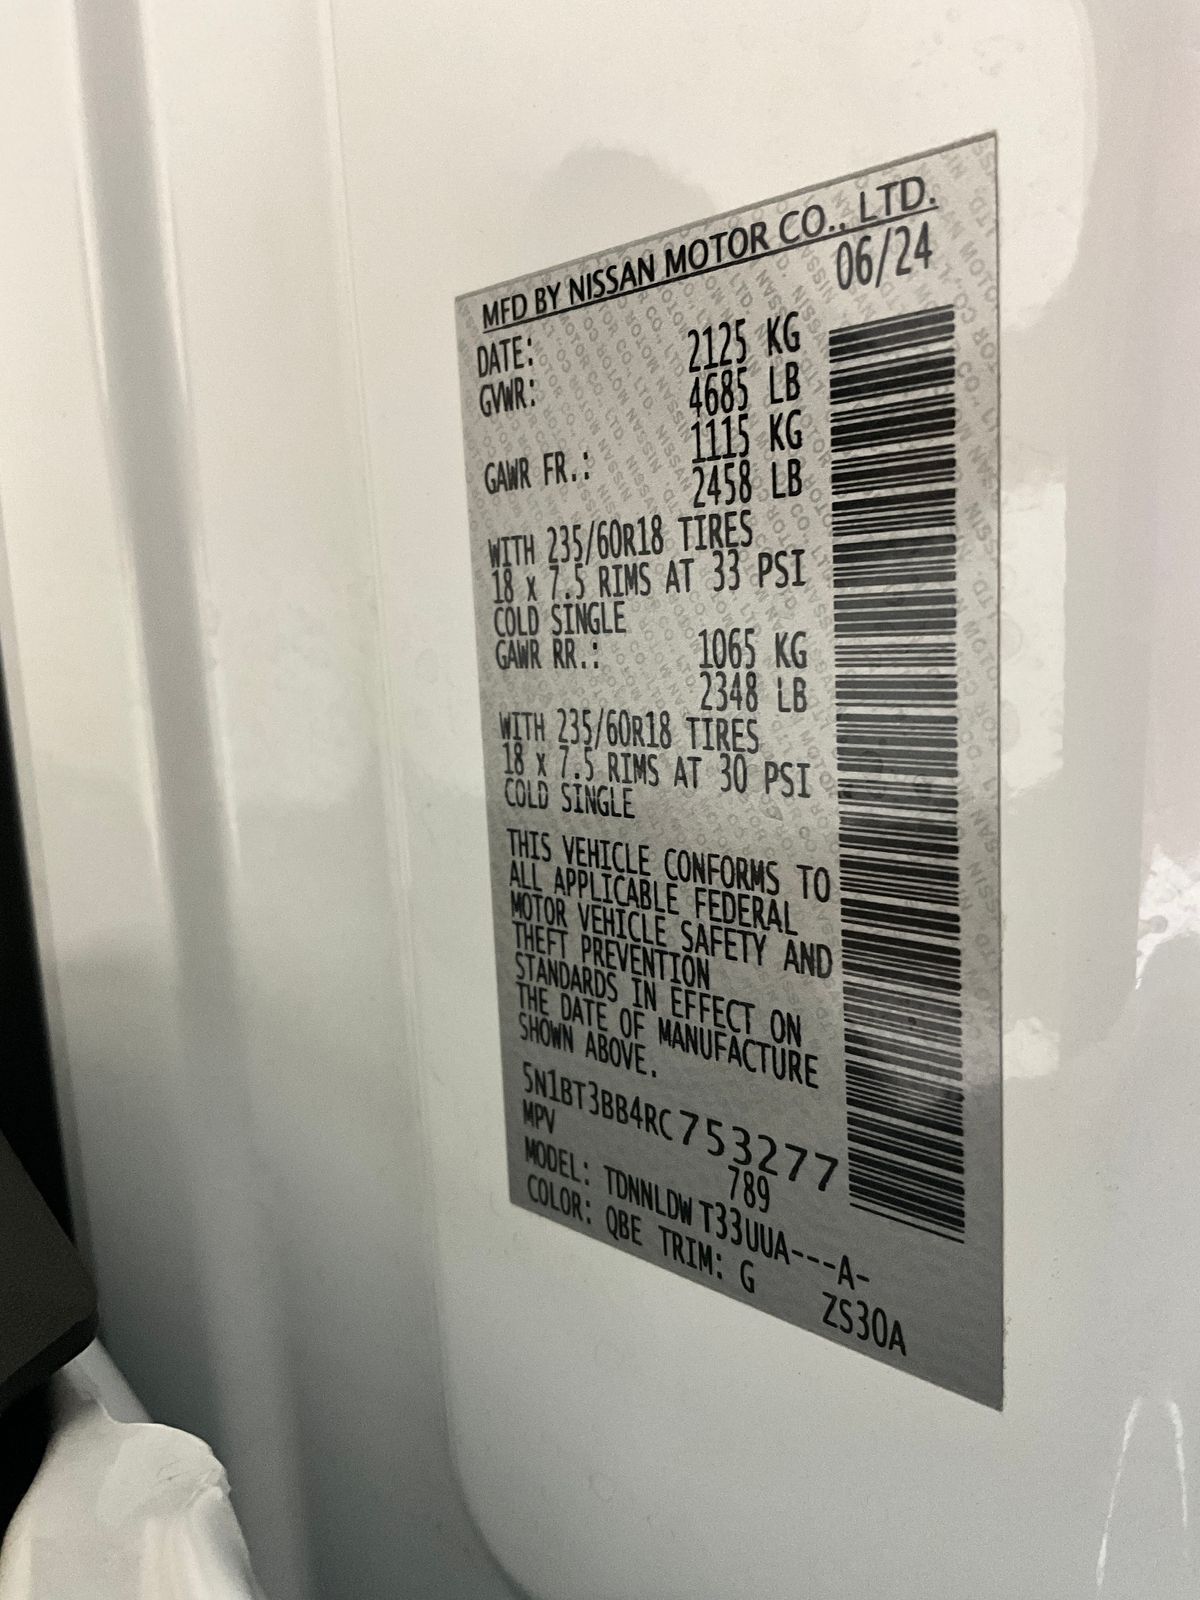 MFD BY NISSAN MOTOR CO., LTD.
DATE: 06/24
GVWR: 2125 KG
4685 LB
GAWR FR.: 1115 KG
2458 LB
WITH 235/60R18 TIRES
18 x 7.5 RIMS AT 33 PSI
COLD SINGLE
GAWR RR.: 1065 KG
2348 LB
WITH 235/60R18 TIRES
18 x 7.5 RIMS AT 30 PSI
COLD SINGLE
THIS VEHICLE CONFORMS TO
ALL APPLICABLE FEDERAL
MOTOR VEHICLE SAFETY AND
THEFT PREVENTION
STANDARDS IN EFFECT ON
THE DATE OF MANUFACTURE
SHOWN ABOVE.
5N1BT3BB4RC753277
MPV 789
MODEL: TDNNLDWT33UUA---A-
COLOR: QBE TRIM: G ZS30A